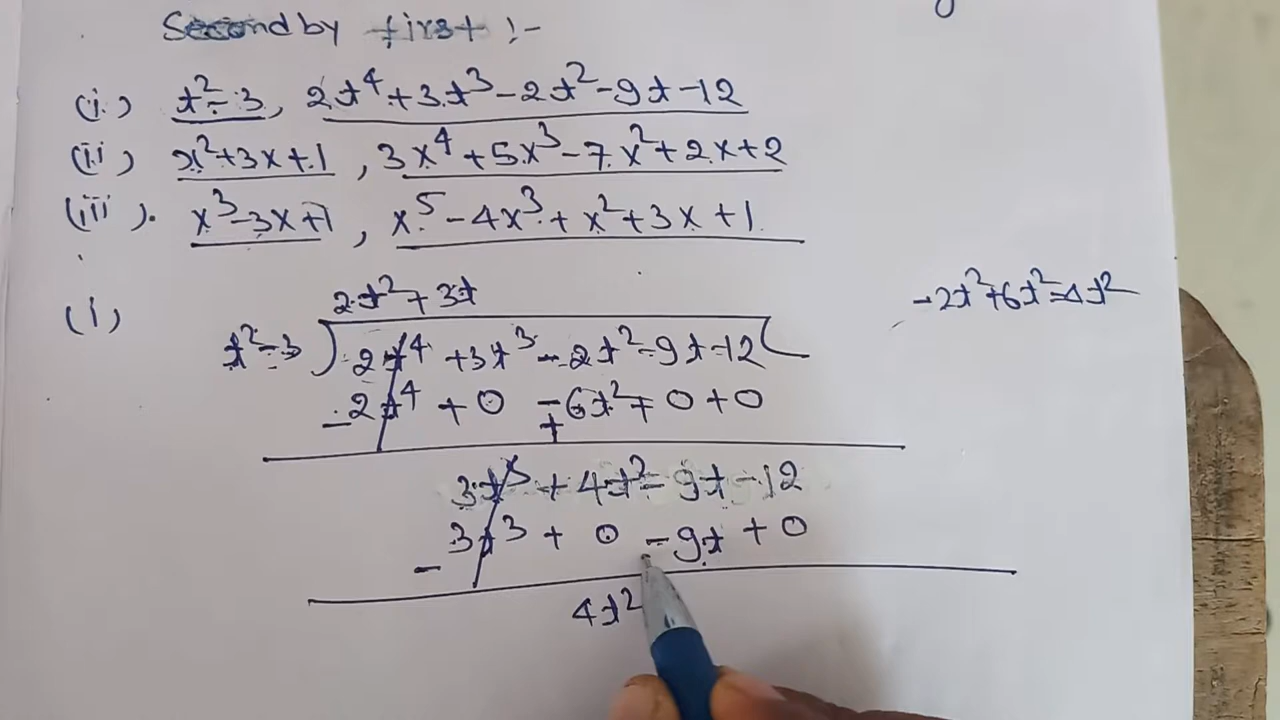 Second by first :-
(i.) t²-3, 2t⁴+3t³-2t²-9t-12
(ii) x²+3x+1, 3x⁴+5x³-7x²+2x+2
(iii). x³-3x+1, x⁵-4x³+x²+3x+1.
(i) 2t²+3t
-2t²+6t²=4t²
t²-3 ) 2t⁴+3t³-2t²-9t-12 (
-2t⁴ + 0 -6t² + 0 + 0
+
3t³ + 4t² - 9t - 12
-3t³ + 0 - 9t + 0
4t²